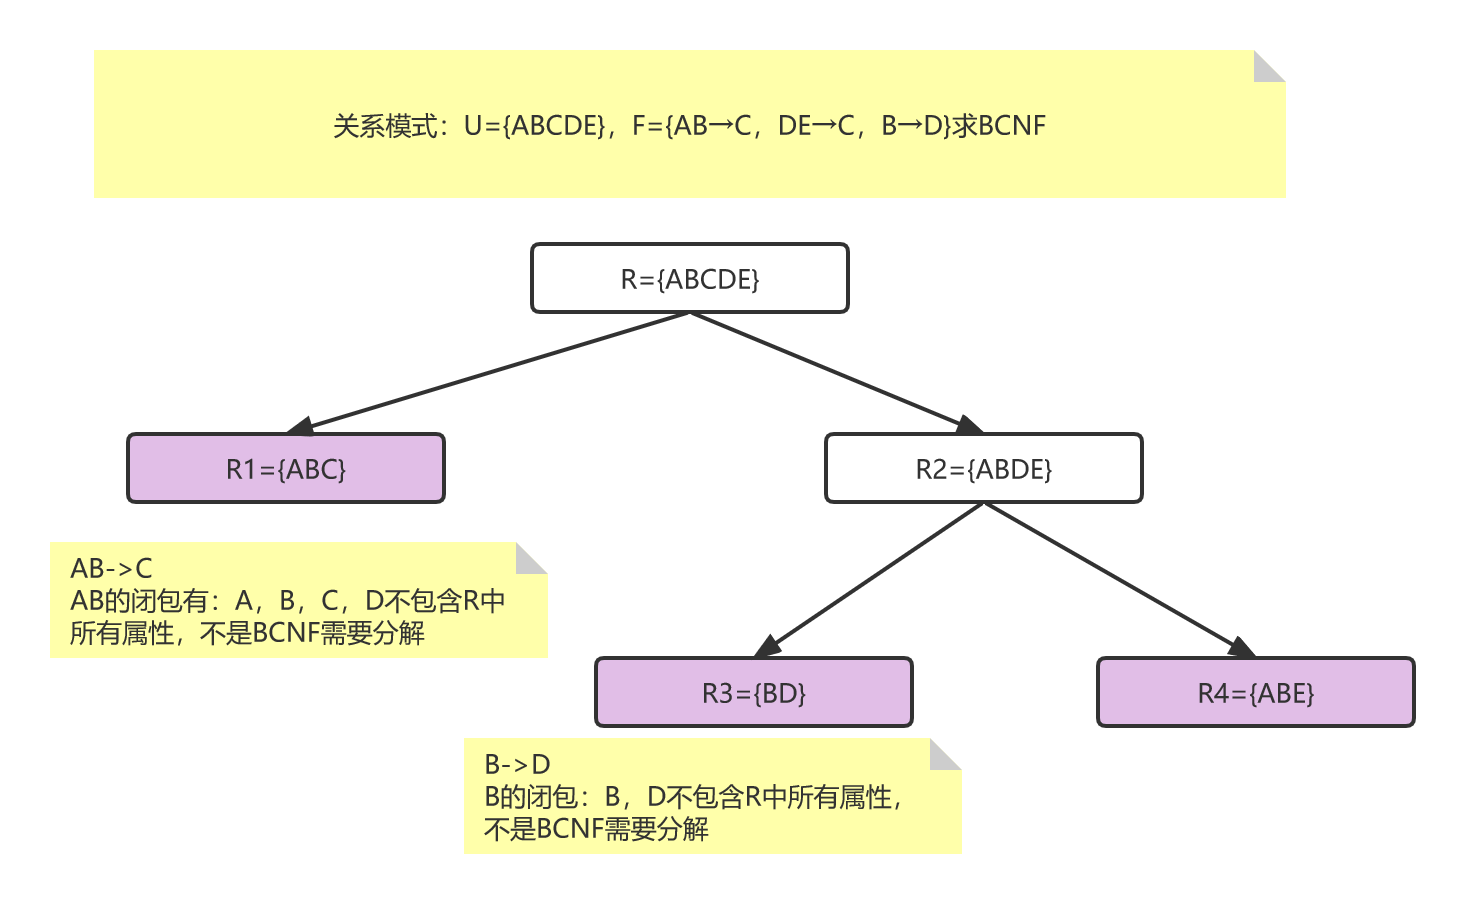 关系模式：U={ABCDE}，F={AB→C，DE→C，B→D}求BCNF
R={ABCDE}
R1={ABC}
R2={ABDE}
AB->C
AB的闭包有：A，B，C，D不包含R中
所有属性，不是BCNF需要分解
R3={BD}
R4={ABE}
B->D
B的闭包：B，D不包含R中所有属性，
不是BCNF需要分解